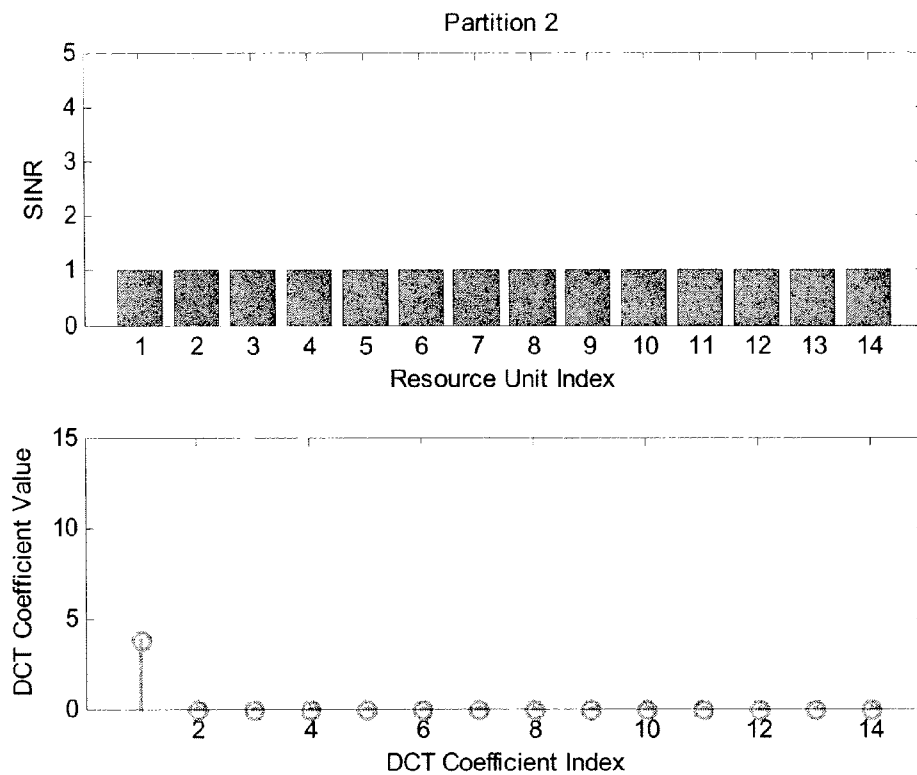 Partition 2
5
4
3
2
1
0
SINR
1 2 3 4 5 6 7 8 9 10 11 12 13 14
Resource Unit Index
15
10
5
0
DCT Coefficient Value
2 4 6 8 10 12 14
DCT Coefficient Index